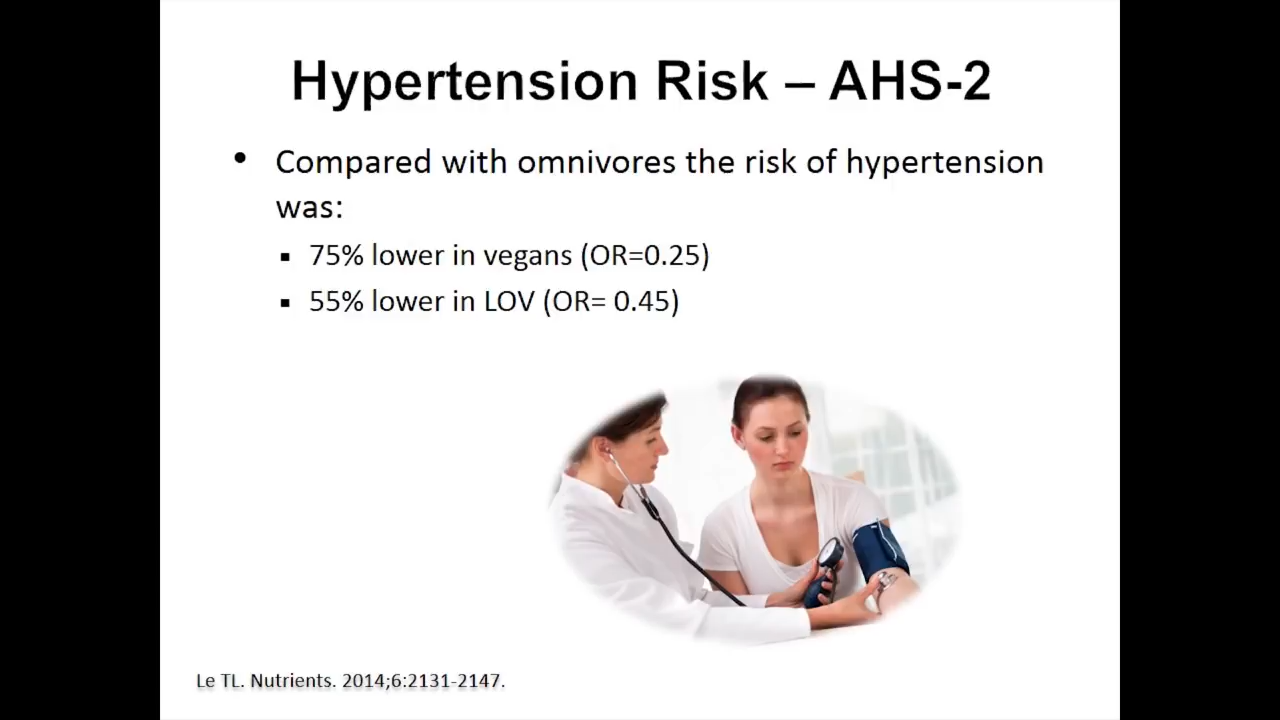 Hypertension Risk – AHS-2
• Compared with omnivores the risk of hypertension
was:
▪ 75% lower in vegans (OR=0.25)
▪ 55% lower in LOV (OR= 0.45)
Le TL. Nutrients. 2014;6:2131-2147.